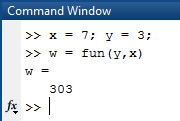 Command Window
>> x = 7; y = 3;
>> w = fun(y,x)
w =
303
fx >>